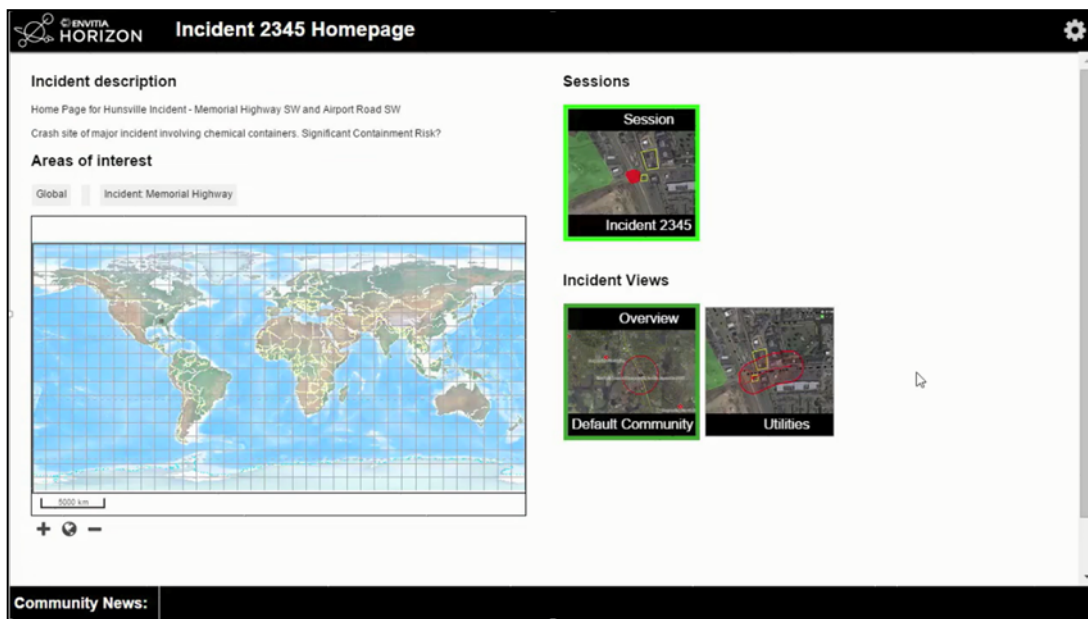 ENVITIA
HORIZON
Incident 2345 Homepage
Incident description
Home Page for Hunsville Incident - Memorial Highway SW and Airport Road SW
Crash site of major incident involving chemical containers. Significant Containment Risk?
Areas of interest
Global
Incident: Memorial Highway
5000 km
Sessions
Session
Incident 2345
Incident Views
Overview
Default Community
Utilities
Community News: